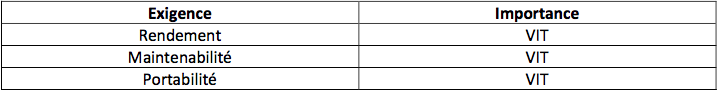 Exigence Importance
Rendement VIT
Maintenabilité VIT
Portabilité VIT